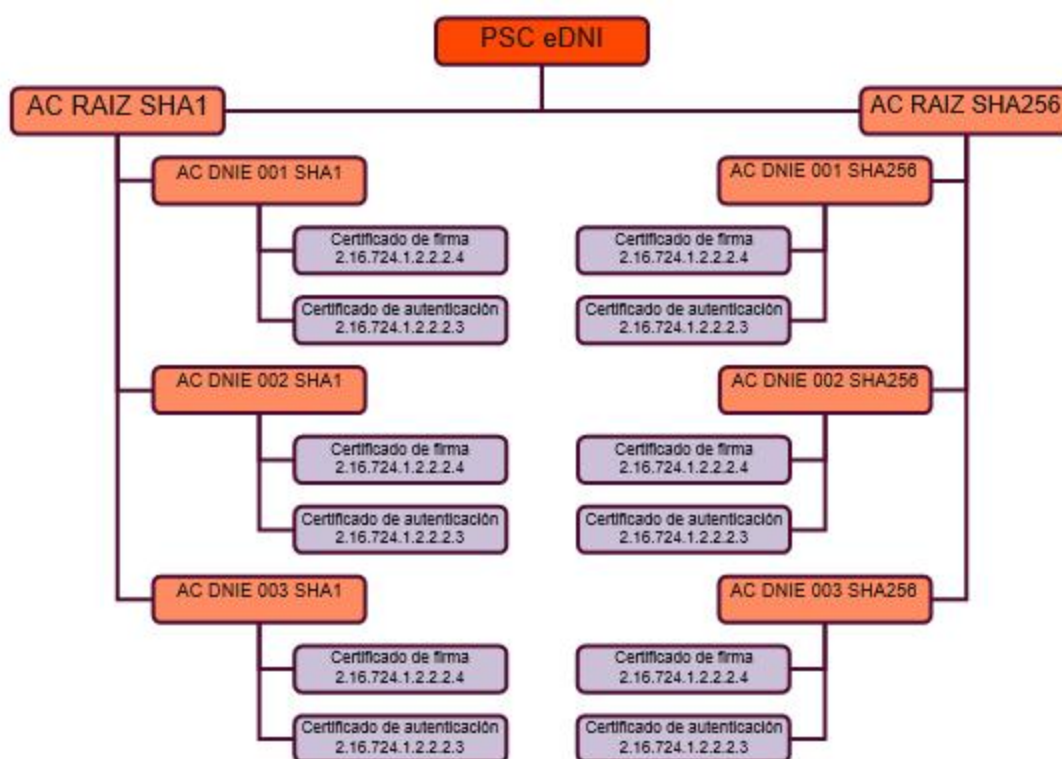 PSC eDNI
AC RAIZ SHA1
AC RAIZ SHA256
AC DNIE 001 SHA1
AC DNIE 001 SHA256
Certificado de firma
2.16.724.1.2.2.2.4
Certificado de firma
2.16.724.1.2.2.2.4
Certificado de autenticación
2.16.724.1.2.2.2.3
Certificado de autenticación
2.16.724.1.2.2.2.3
AC DNIE 002 SHA1
AC DNIE 002 SHA256
Certificado de firma
2.16.724.1.2.2.2.4
Certificado de firma
2.16.724.1.2.2.2.4
Certificado de autenticación
2.16.724.1.2.2.2.3
Certificado de autenticación
2.16.724.1.2.2.2.3
AC DNIE 003 SHA1
AC DNIE 003 SHA256
Certificado de firma
2.16.724.1.2.2.2.4
Certificado de firma
2.16.724.1.2.2.2.4
Certificado de autenticación
2.16.724.1.2.2.2.3
Certificado de autenticación
2.16.724.1.2.2.2.3